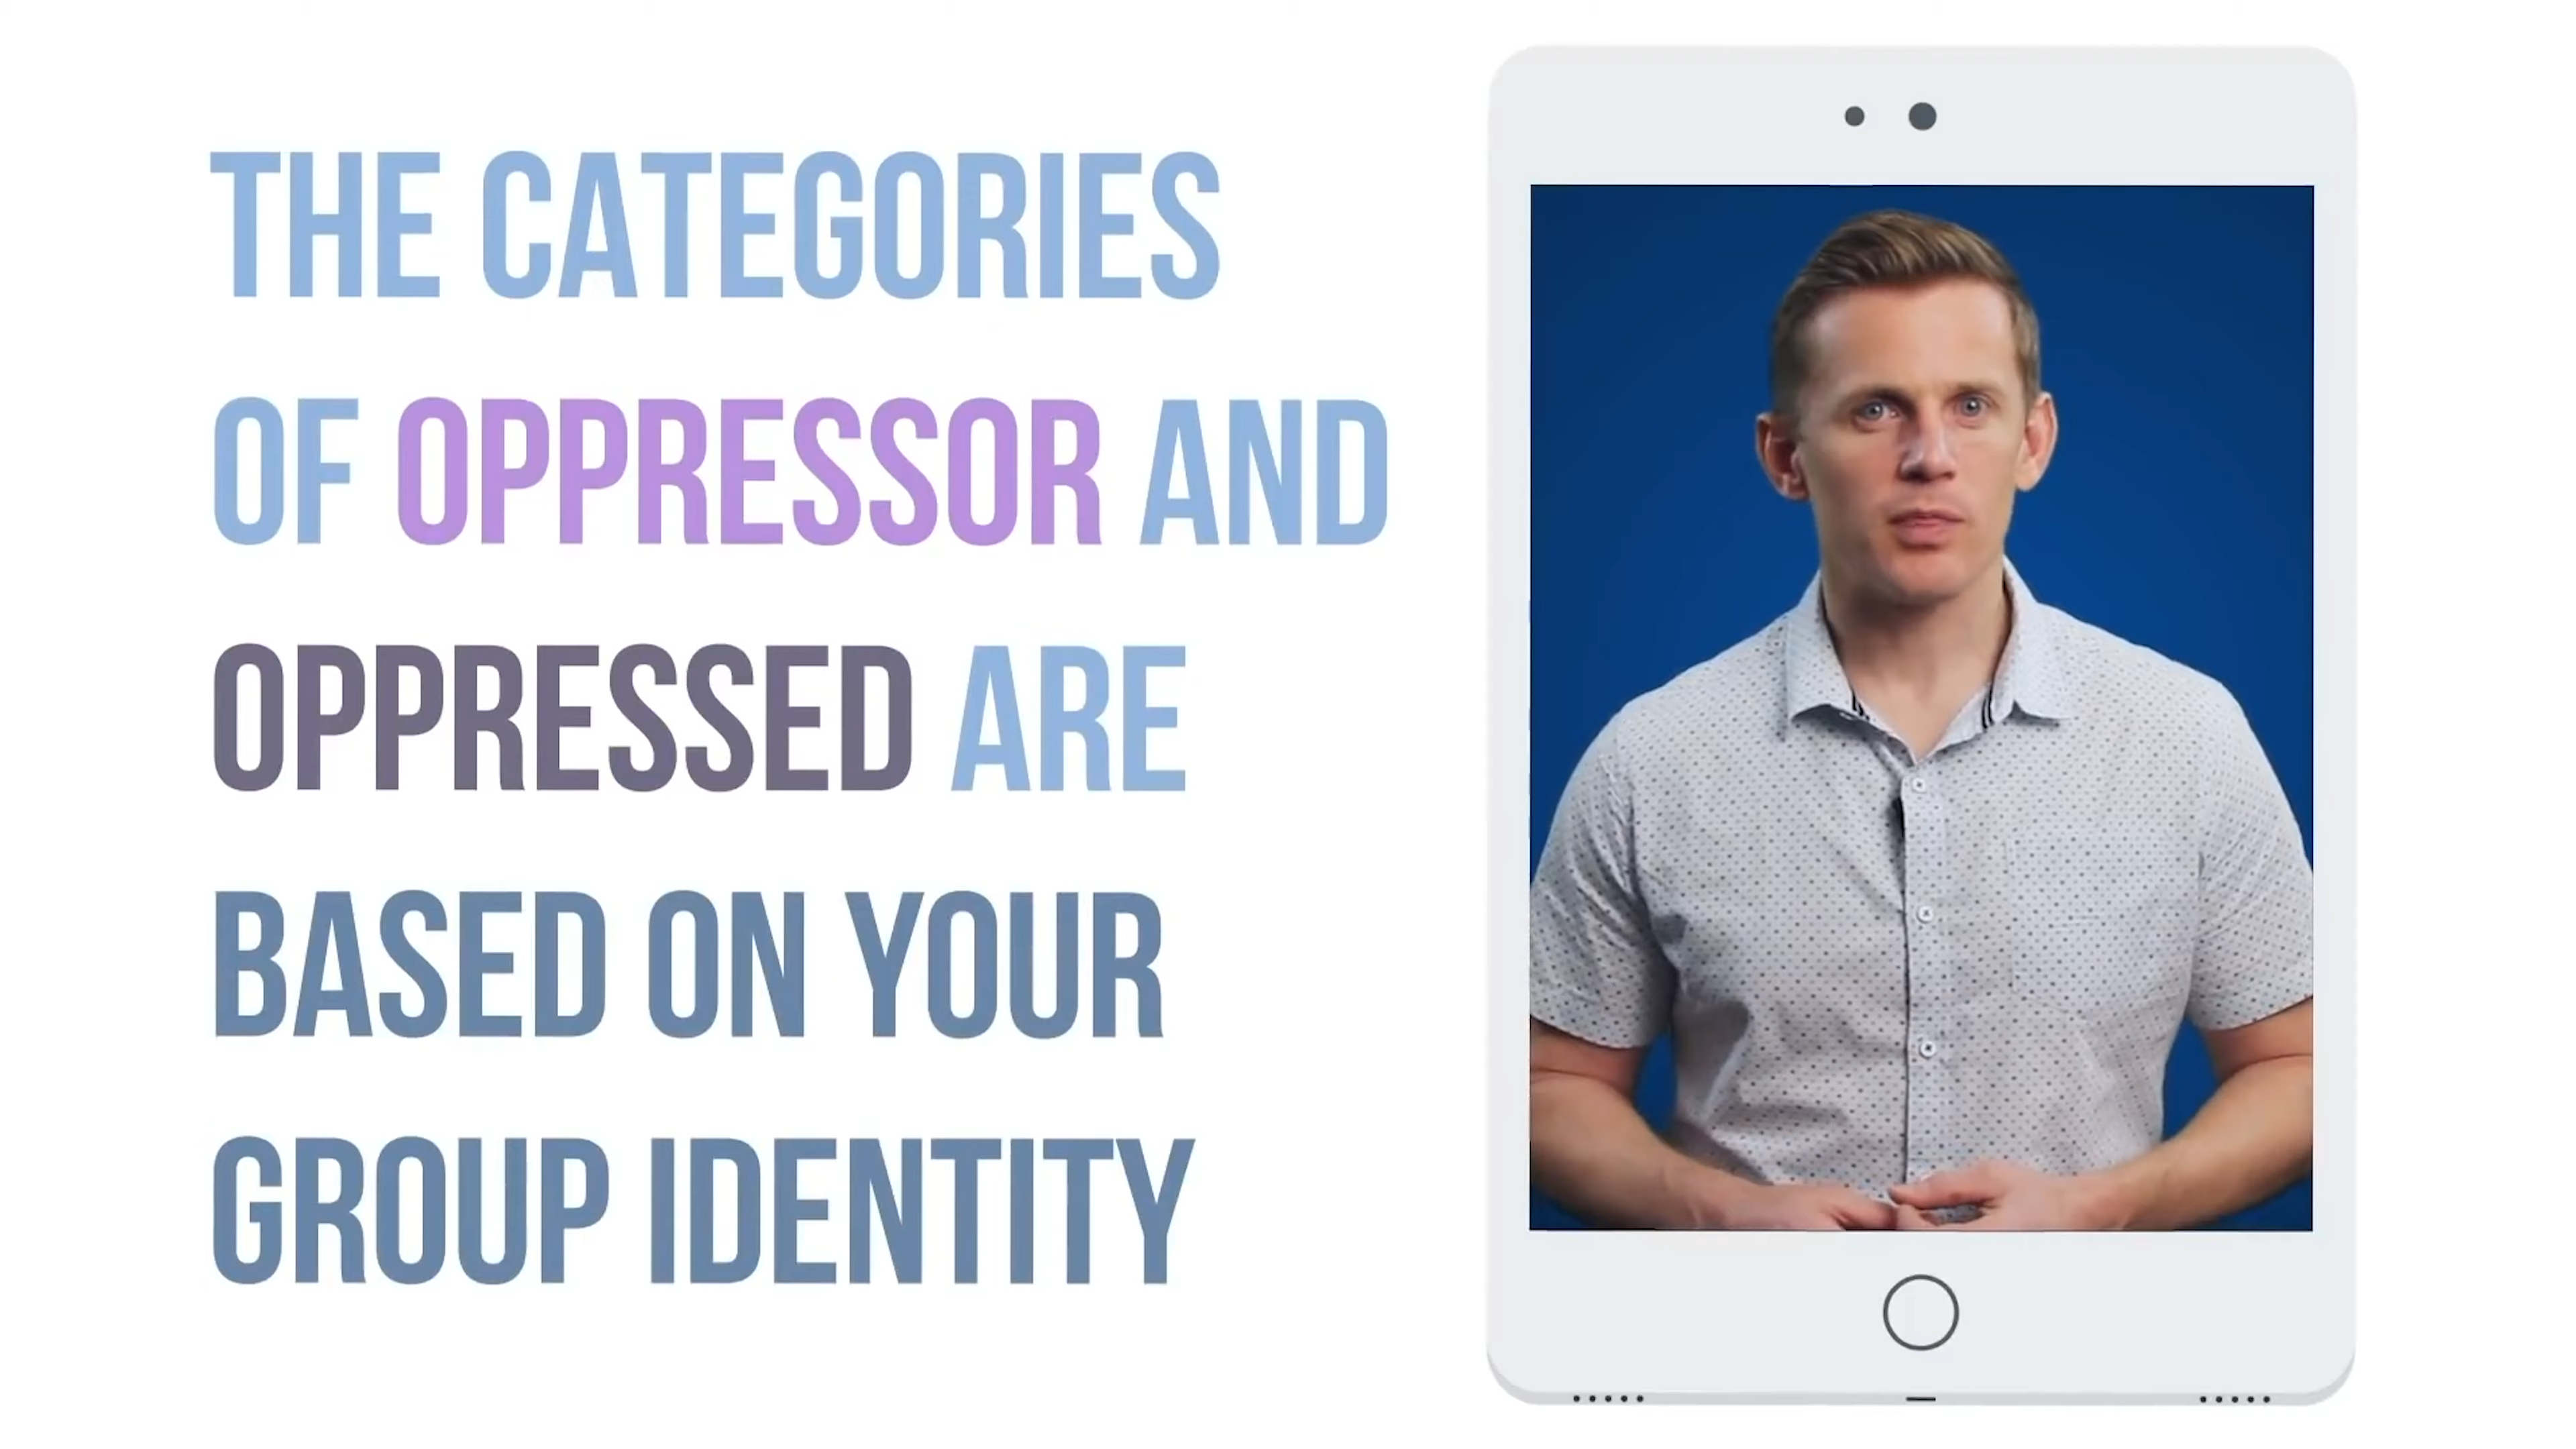 THE CATEGORIES
OF OPPRESSOR AND
OPPRESSED ARE
BASED ON YOUR
GROUP IDENTITY